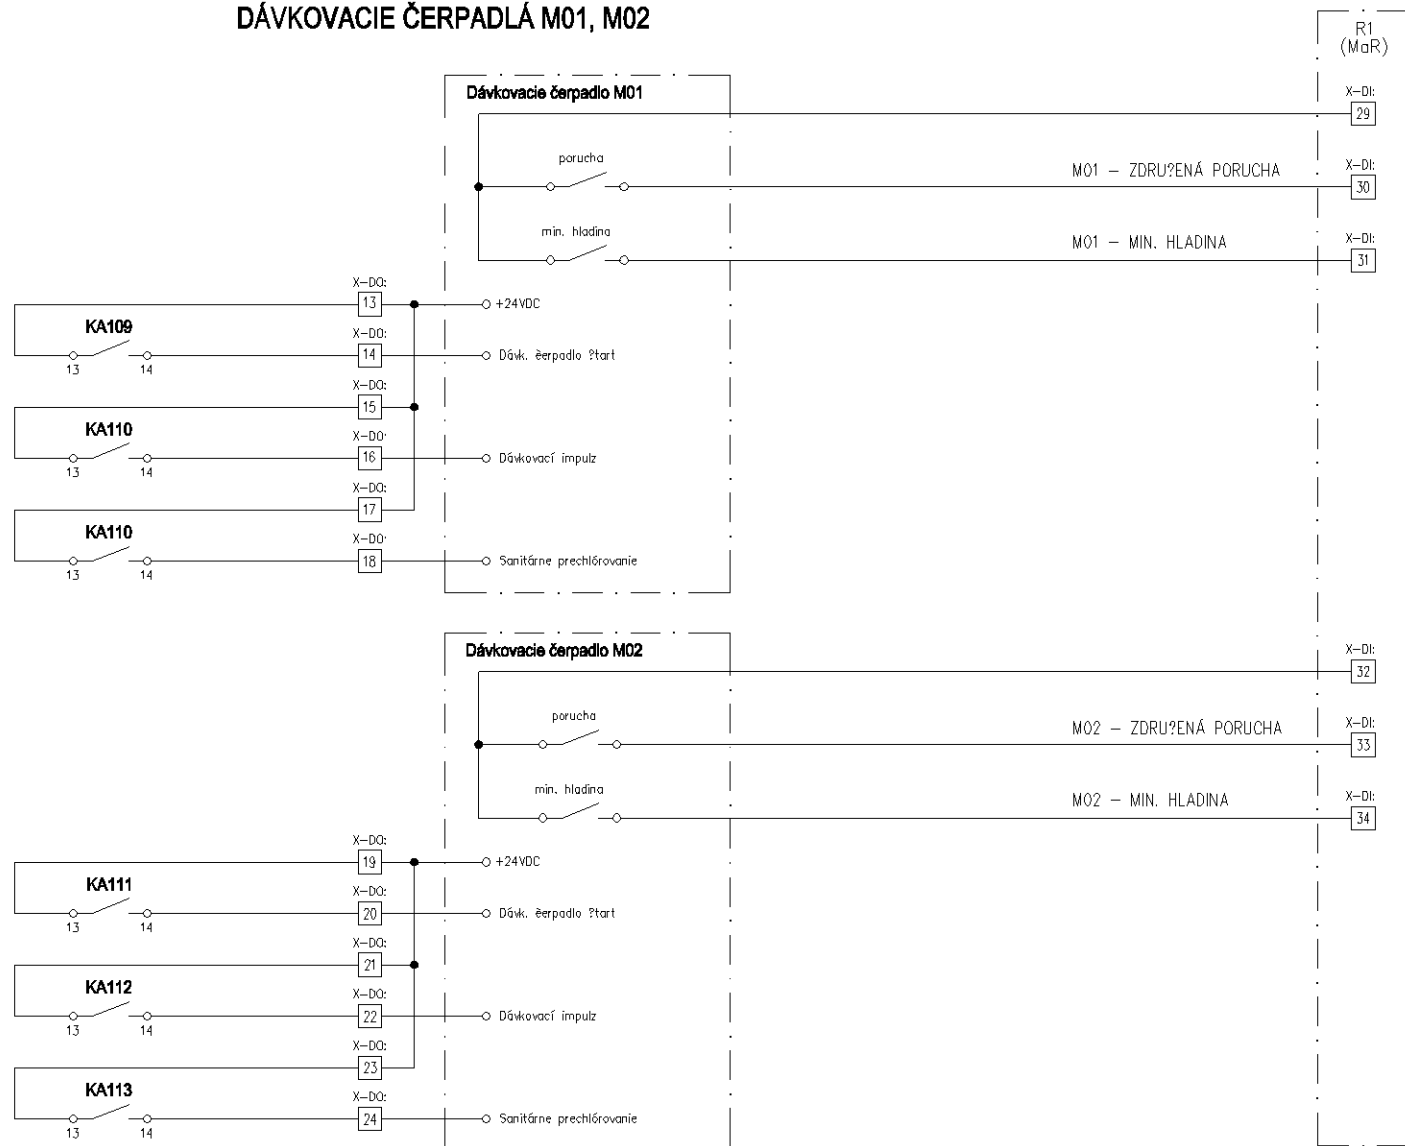 DÁVKOVACIE ČERPADLÁ M01, M02
R1
(MaR)
Dávkovacie čerpadlo M01
X-DI:
29
porucha
M01 - ZDRU?ENÁ PORUCHA
X-DI:
30
min. hladina
M01 - MIN. HLADINA
X-DI:
31
X-DO:
13
+24VDC
KA109
13 14
X-DO:
14
Dávk. čerpadlo ?tart
X-DO:
15
KA110
13 14
X-DO:
16
Dávkovací impulz
X-DO:
17
KA110
13 14
X-DO:
18
Sanitárne prechlórovanie
Dávkovacie čerpadlo M02
X-DI:
32
porucha
M02 - ZDRU?ENÁ PORUCHA
X-DI:
33
min. hladina
M02 - MIN. HLADINA
X-DI:
34
X-DO:
19
+24VDC
KA111
13 14
X-DO:
20
Dávk. čerpadlo ?tart
X-DO:
21
KA112
13 14
X-DO:
22
Dávkovací impulz
X-DO:
23
KA113
13 14
X-DO:
24
Sanitárne prechlórovanie